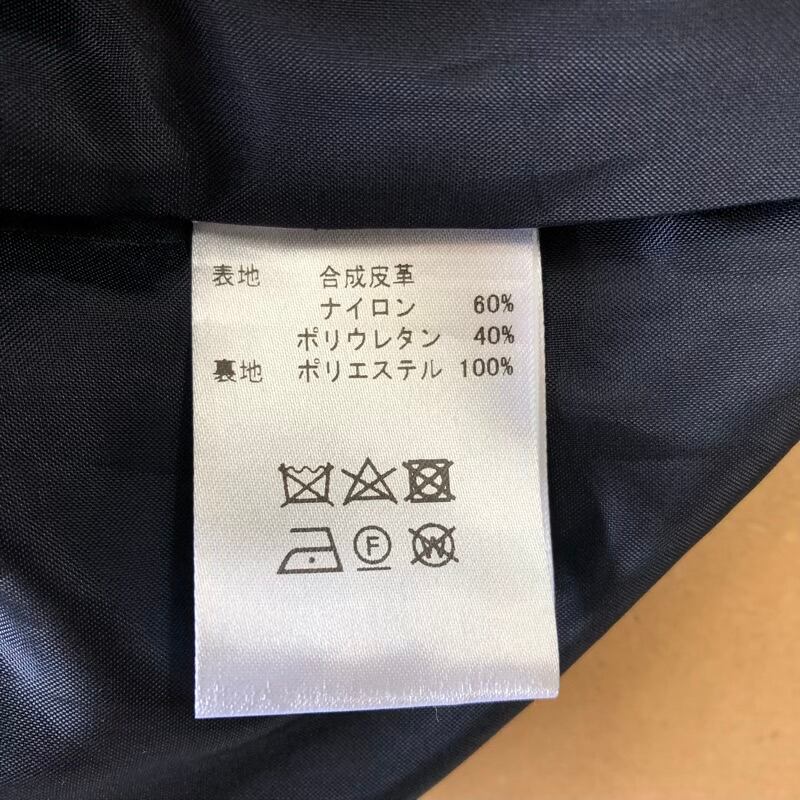 表地 合成皮革
ナイロン 60%
ポリウレタン 40%
裏地 ポリエステル 100%
F W